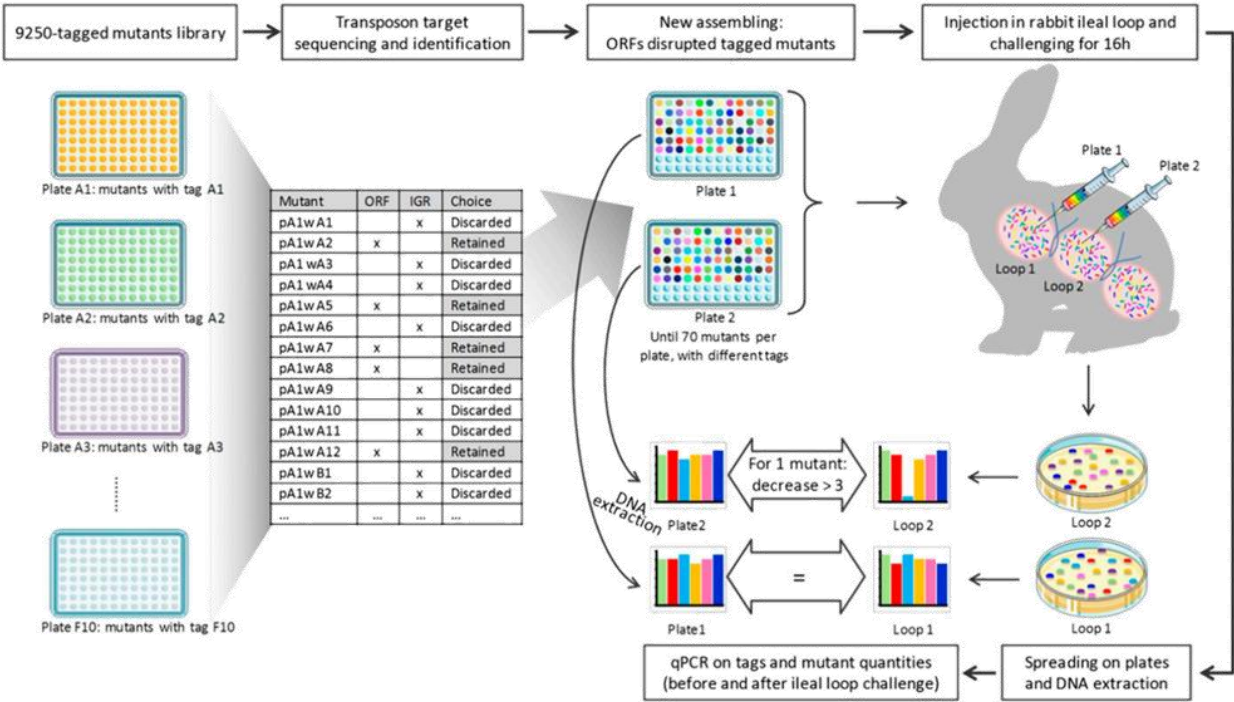 9250-tagged mutants library
Transposon target
sequencing and identification
New assembling:
ORFs disrupted tagged mutants
Injection in rabbit ileal loop and
challenging for 16h
Plate A1: mutants with tag A1
Plate A2: mutants with tag A2
Plate A3: mutants with tag A3
Plate F10: mutants with tag F10
Mutant ORF IGR Choice
pA1wA1 x Discarded
pA1wA2 x Retained
pA1wA3 x Discarded
pA1wA4 x Discarded
pA1wA5 x Retained
pA1wA6 x Discarded
pA1wA7 x Retained
pA1wA8 x Retained
pA1wA9 x Discarded
pA1wA10 x Discarded
pA1wA11 x Discarded
pA1wA12 x Retained
pA1wB1 x Discarded
pA1wB2 x Discarded
... ... ... ...
Plate 1
Plate 2
Until 70 mutants per
plate, with different tags
Plate 1
Plate 2
Loop 1
Loop 2
DNA
extraction
For 1 mutant:
decrease > 3
Plate2
Loop 2
Loop 2
=
Plate1
Loop 1
Loop 1
qPCR on tags and mutant quantities
(before and after ileal loop challenge)
Spreading on plates
and DNA extraction